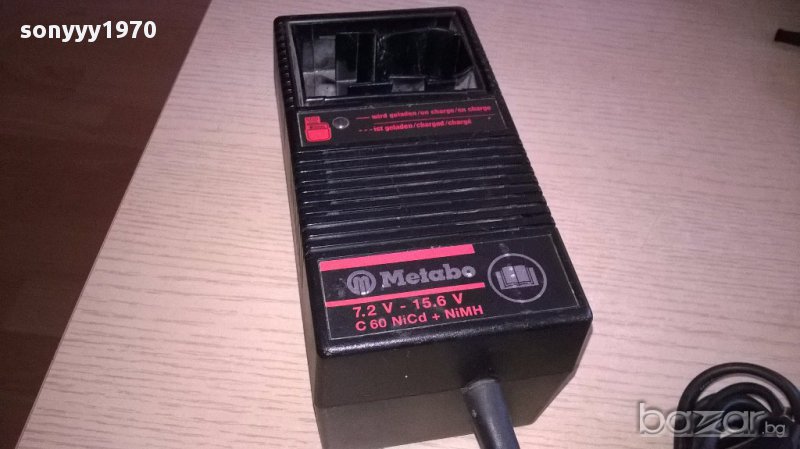 sonyyy1970
— wird geladen/on charge/en charge
--- ist geladen/charged/chargé
Metabo
7.2 V - 15.6 V
C 60 NiCd + NiMH
bazar.bg